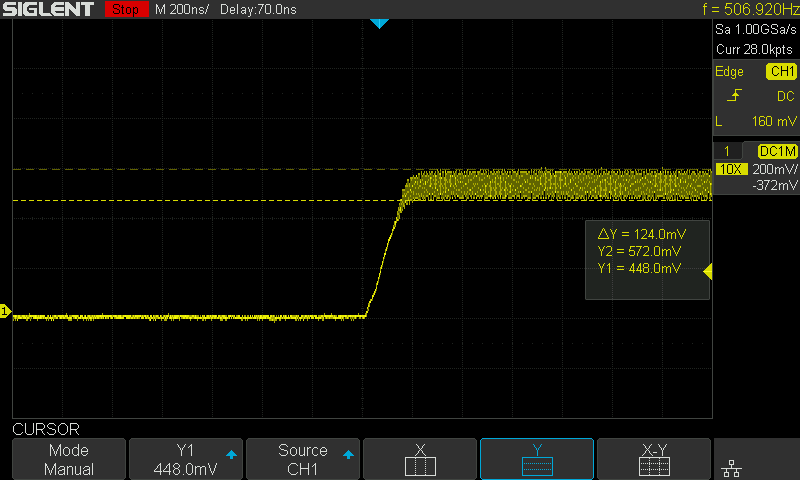 SIGLENT Stop M 200ns/ Delay:70.0ns f = 506.920Hz
Sa 1.00GSa/s
Curr 28.0kpts
Edge CH1
DC
L 160 mV
1 DC1M
10X 200mV/
-372mV
ΔY = 124.0mV
Y2 = 572.0mV
Y1 = 448.0mV
1
CURSOR
Mode
Manual
Y1
448.0mV
Source
CH1
X
Y
X-Y